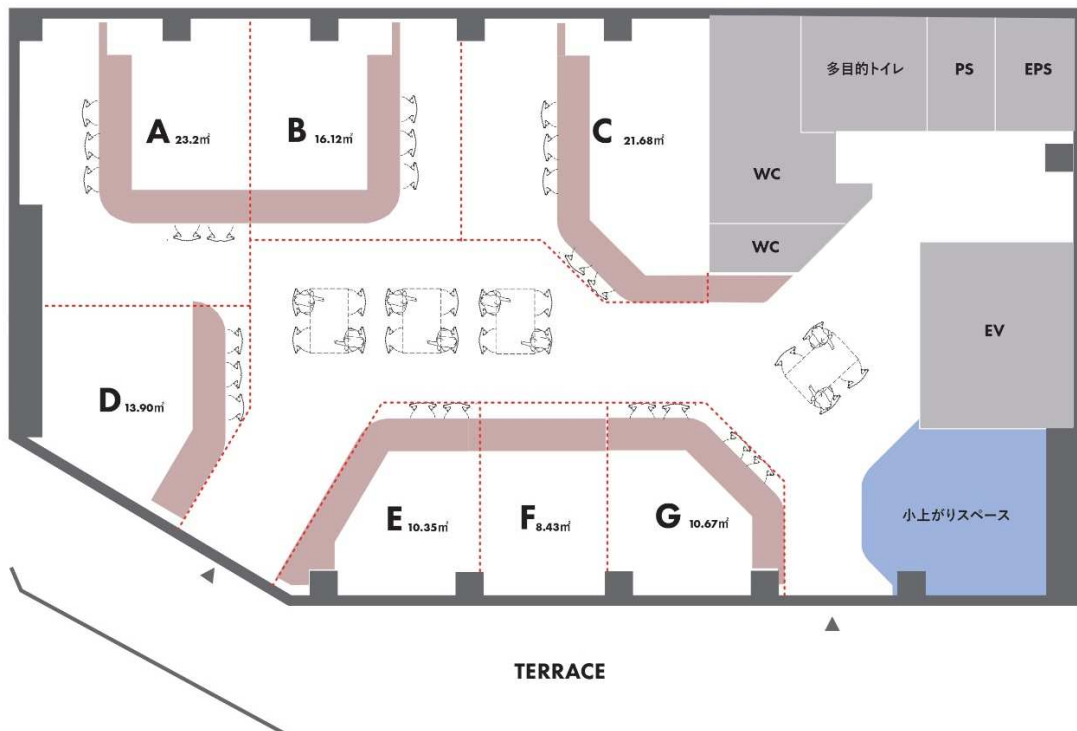 多目的トイレ
PS
EPS
A 23.2㎡
B 16.12㎡
C 21.68㎡
WC
WC
EV
D 13.90㎡
E 10.35㎡
F 8.43㎡
G 10.67㎡
小上がりスペース
TERRACE